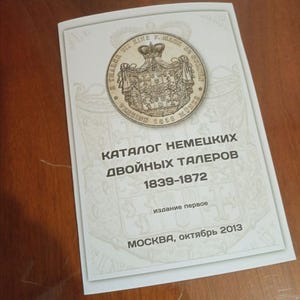 КАТАЛОГ НЕМЕЦКИХ
ДВОЙНЫХ ТАЛЕРОВ
1839-1872
издание первое
МОСКВА, октябрь 2013